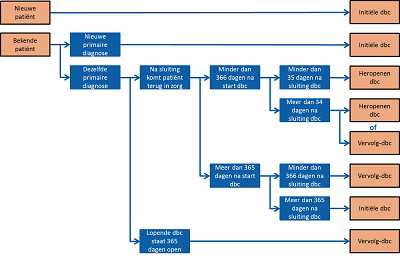 Nieuwe
patiënt
Initiële dbc
Bekende
patiënt
Nieuwe
primaire
diagnose
Initiële dbc
Dezelfde
primaire
diagnose
Na sluiting
komt patiënt
terug in zorg
Minder dan
366 dagen na
start dbc
Minder dan
35 dagen na
sluiting dbc
Heropenen
dbc
Meer dan 34
dagen na
sluiting dbc
Heropenen
dbc
of
Vervolg-dbc
Meer dan 365
dagen na start
dbc
Minder dan
366 dagen na
sluiting dbc
Vervolg-dbc
Meer dan 365
dagen na
sluiting dbc
Initiële dbc
Lopende dbc
staat 365
dagen open
Vervolg-dbc